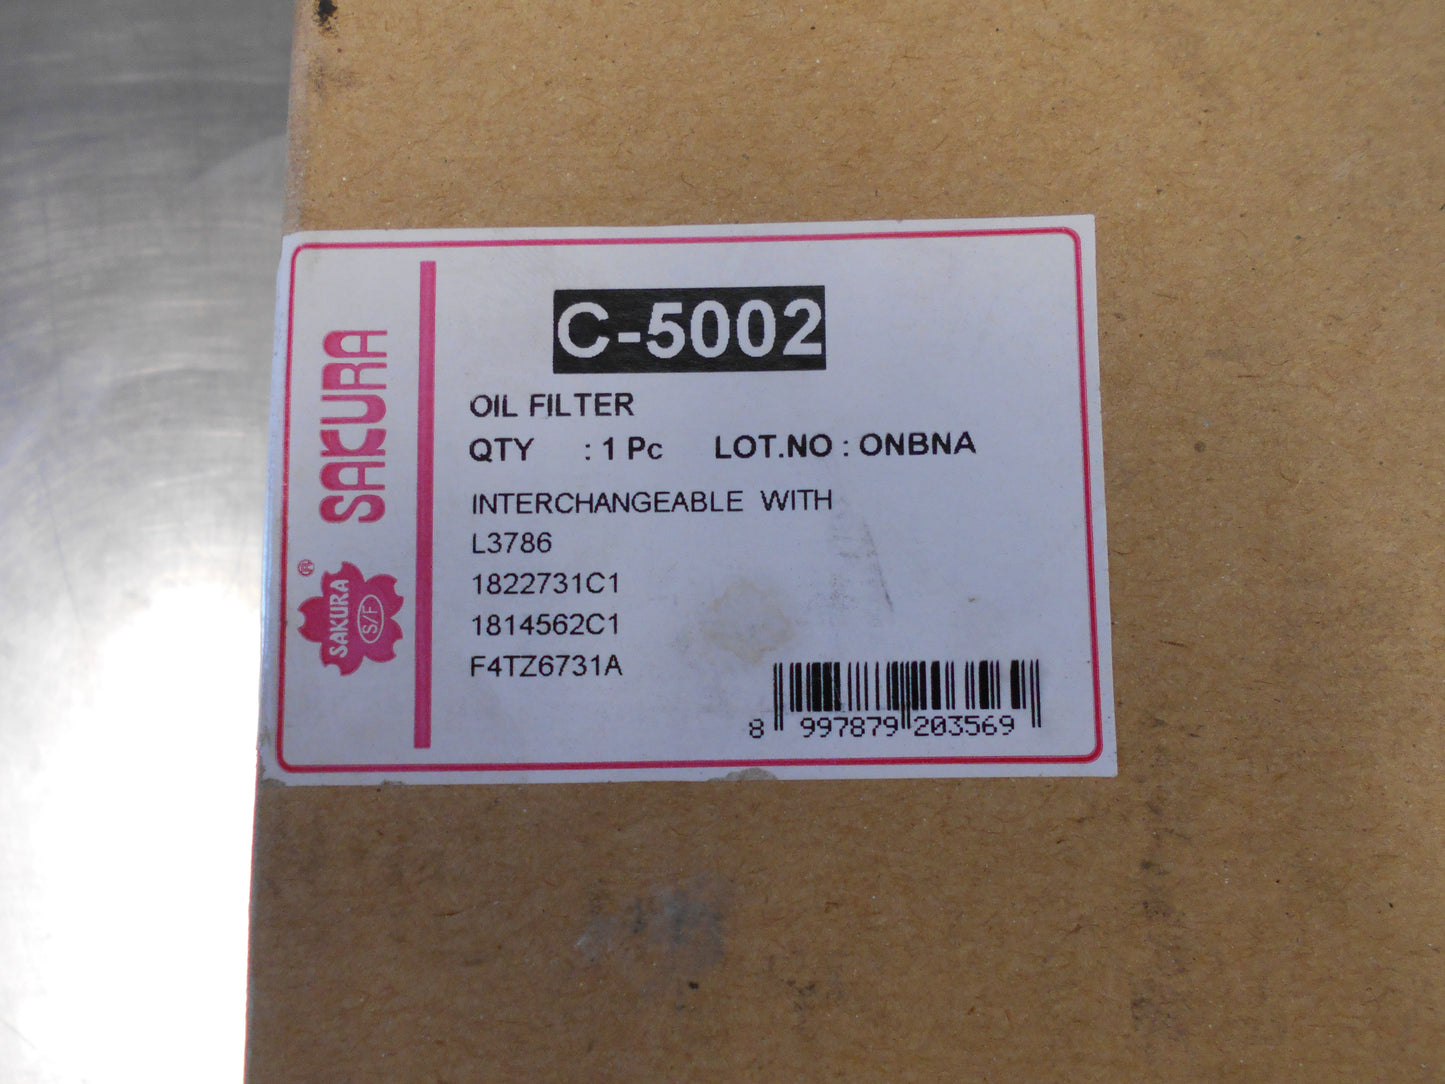 C-5002
OIL FILTER
QTY : 1 Pc LOT.NO : ONBNA
INTERCHANGEABLE WITH
L3786
1822731C1
1814562C1
F4TZ6731A
8 997879 203569
SAKURA
®
SAKURA
S/F